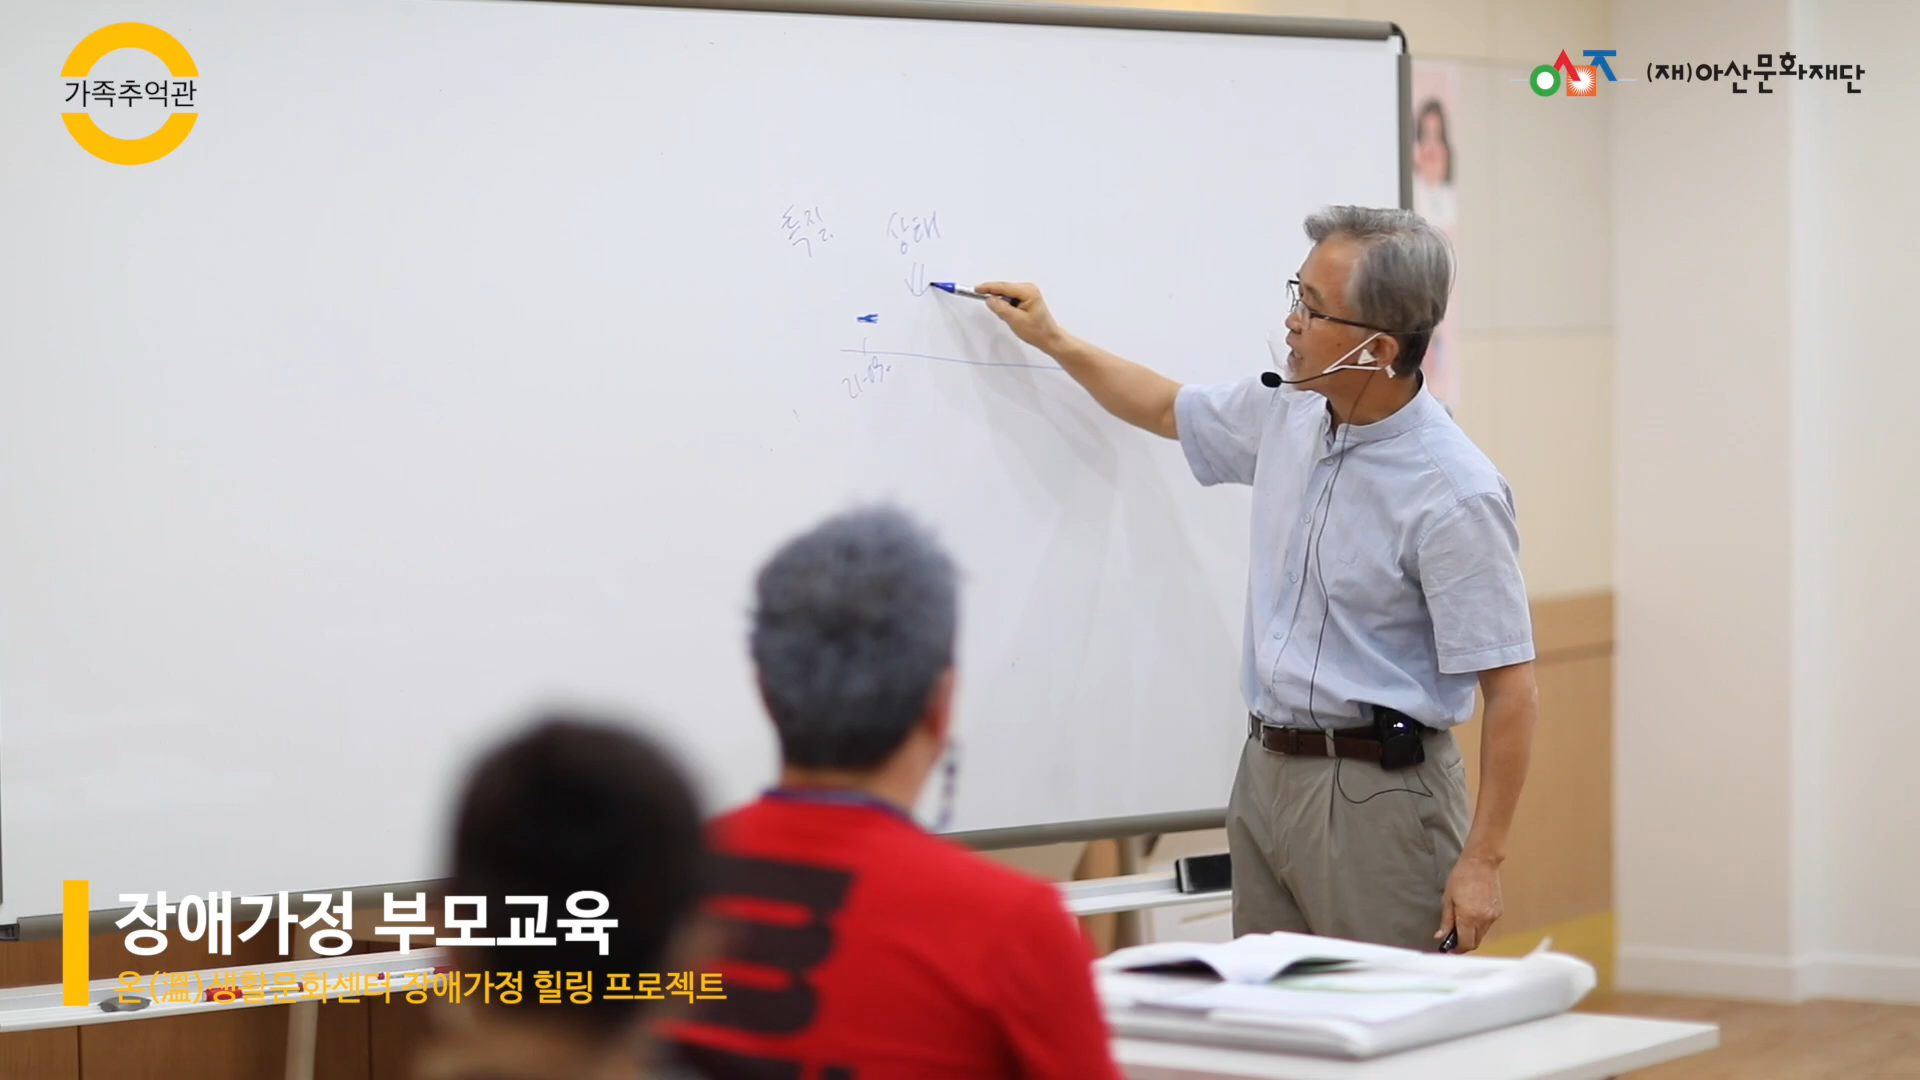 가족추억관
(재)아산문화재단
특질
상태
장애가정 부모교육
온(溫)생활문화센터 장애가정 힐링 프로젝트